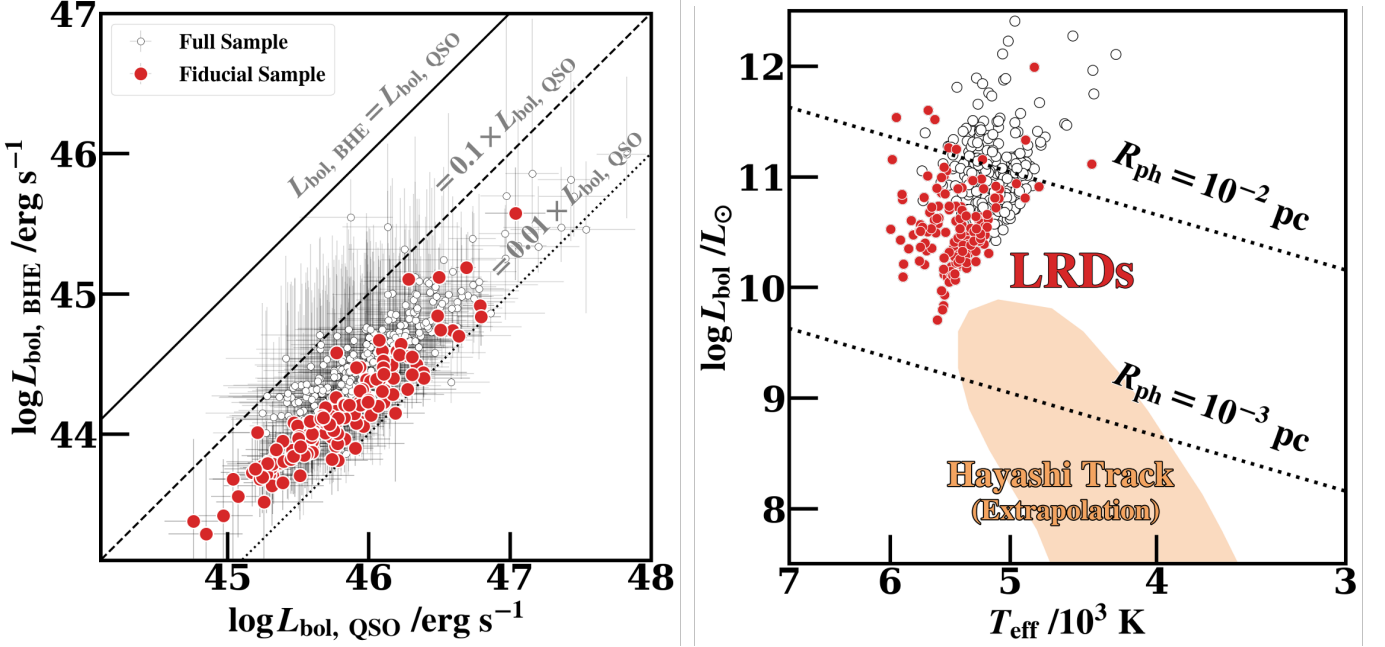 47
46
45
44
log L_bol, BHE /erg s⁻¹
Full Sample
Fiducial Sample
L_bol, BHE = L_bol, QSO
= 0.1 × L_bol, QSO
= 0.01 × L_bol, QSO
45 46 47 48
log L_bol, QSO /erg s⁻¹
12
11
10
9
8
log L_bol /L_⊙
R_ph = 10⁻² pc
LRDs
R_ph = 10⁻³ pc
Hayashi Track
(Extrapolation)
7 6 5 4 3
T_eff /10³ K